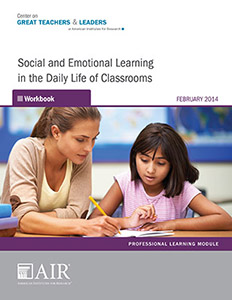 Center on
GREAT TEACHERS & LEADERS
at American Institutes for Research
Social and Emotional Learning
in the Daily Life of Classrooms
Workbook
FEBRUARY 2014
PROFESSIONAL LEARNING MODULE
AIR
AMERICAN INSTITUTES FOR RESEARCH